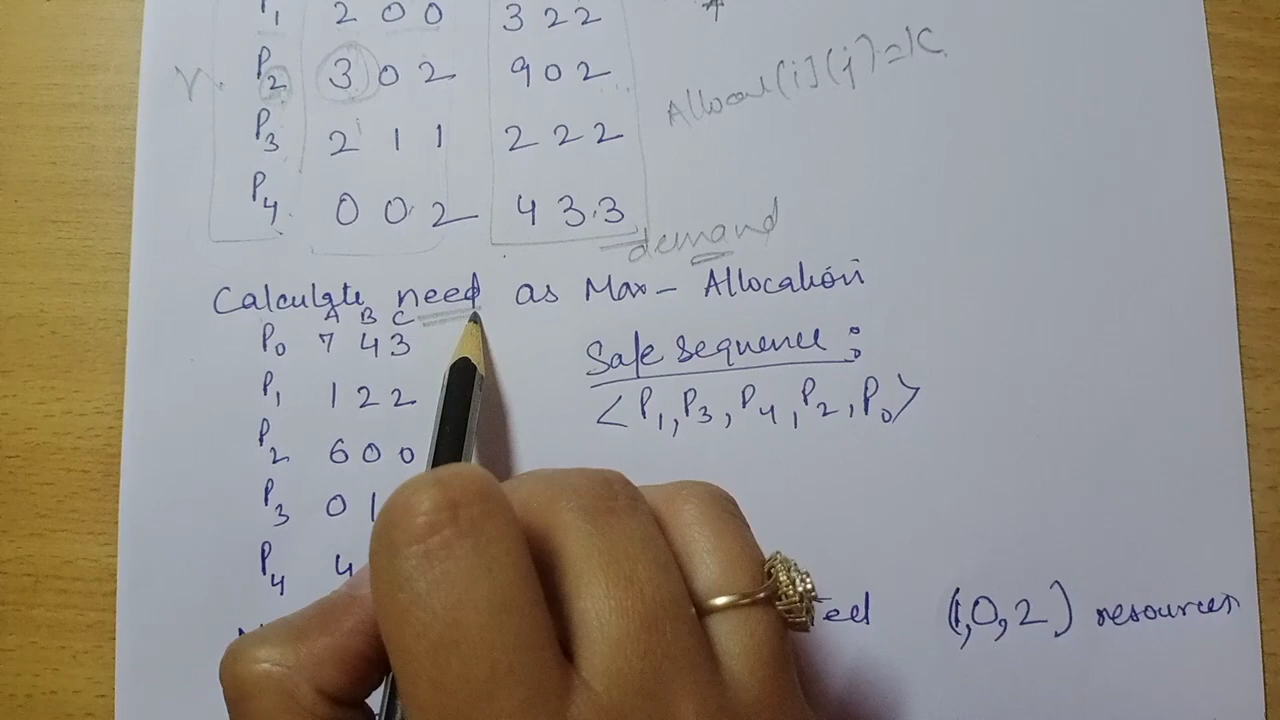 P1 2 0 0 3 2 2
P2 3 0 2 9 0 2
Allocat(i](j)=K
P3 2 1 1 2 2 2
P4 0 0 2 4 3 3
demand
Calculate need as Max - Allocation
A B C
P0 7 4 3
Safe sequence :
P1 1 2 2
< P1, P3, P4, P2, P0 >
P2 6 0 0
P3 0 1
P4 4
(1,0,2) resources